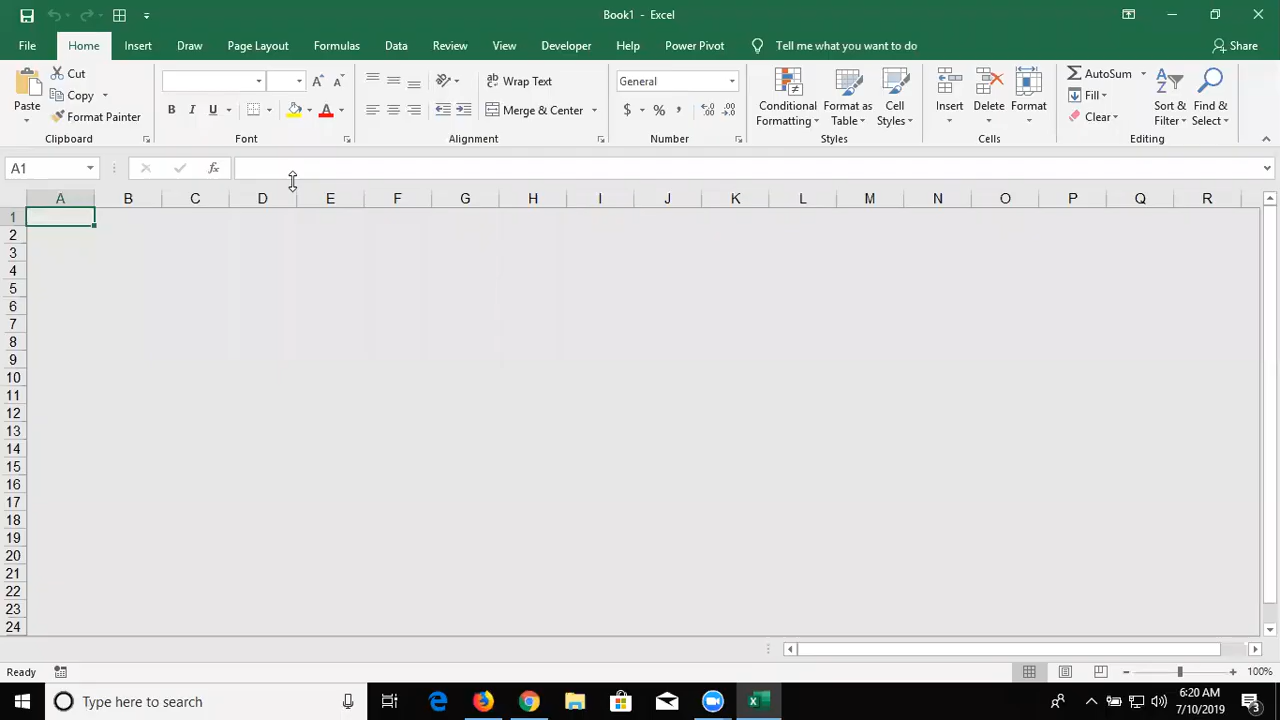 Book1 - Excel
File Home Insert Draw Page Layout Formulas Data Review View Developer Help Power Pivot Tell me what you want to do Share
Paste
Cut
Copy
Format Painter
Clipboard
B I U
A A A
Font
ab
Wrap Text
Merge & Center
Alignment
General
$ % , .00 .0
Number
Conditional Formatting
Format as Table
Cell Styles
Styles
Insert Delete Format
Cells
AutoSum
Fill
Clear
Sort & Filter
Find & Select
Editing
A1 fx
A B C D E F G H I J K L M N O P Q R
1
2
3
4
5
6
7
8
9
10
11
12
13
14
15
16
17
18
19
20
21
22
23
24
Ready 100%
Type here to search
6:20 AM
7/10/2019
3